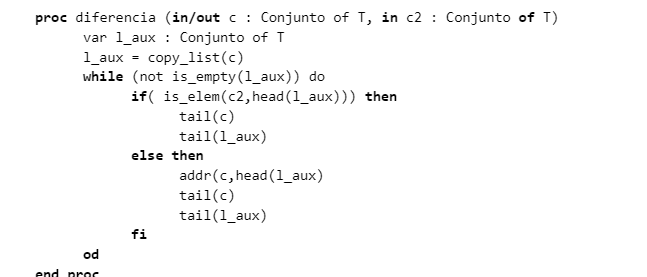 proc diferencia (in/out c : Conjunto of T, in c2 : Conjunto of T)
var l_aux : Conjunto of T
l_aux = copy_list(c)
while (not is_empty(l_aux)) do
if( is_elem(c2,head(l_aux))) then
tail(c)
tail(l_aux)
else then
addr(c,head(l_aux)
tail(c)
tail(l_aux)
fi
od
end proc